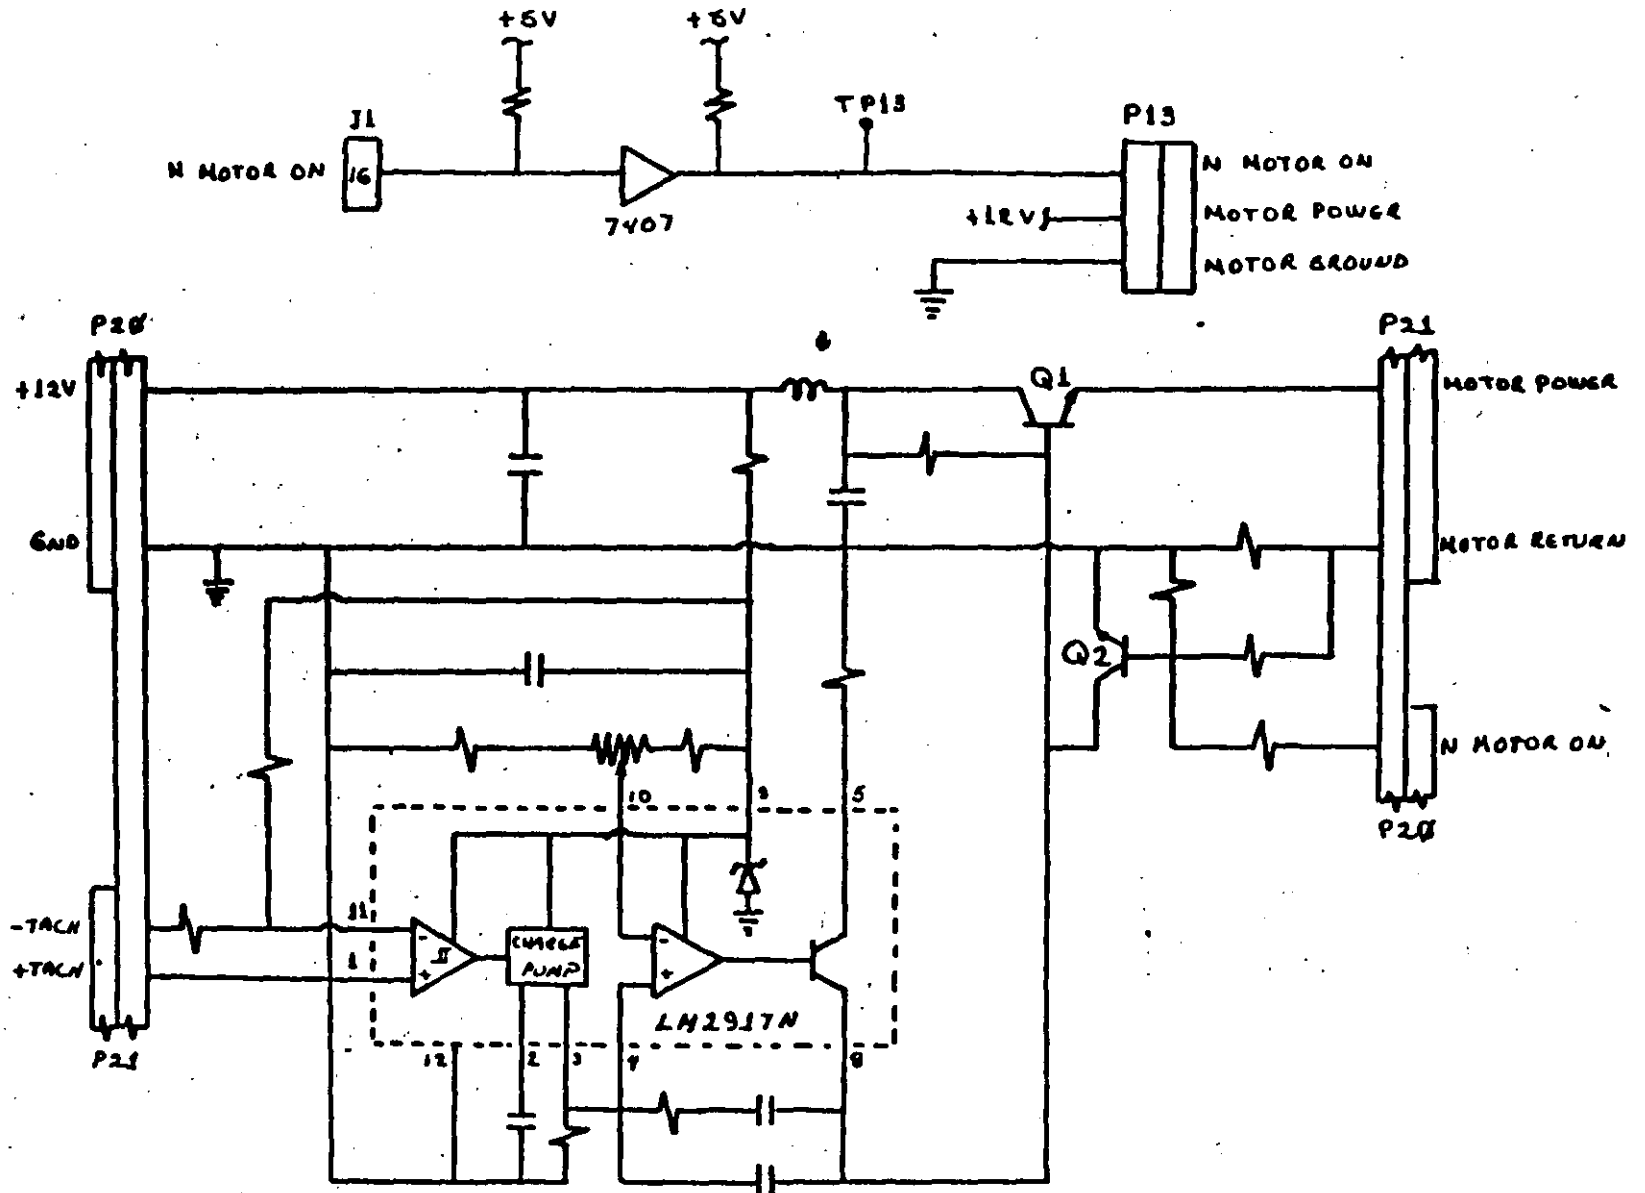 +5V
+5V
J1
TP13
P13
N MOTOR ON
16
7407
N MOTOR ON
+12V
MOTOR POWER
MOTOR GROUND
P20
+12V
GND
Q1
P21
MOTOR POWER
MOTOR RETURN
Q2
N MOTOR ON
P20
10
5
-TACH
+TACH
11
1
-
+
II
CHARGE
PUMP
-
+
LM2917N
P21
12
2
3
8